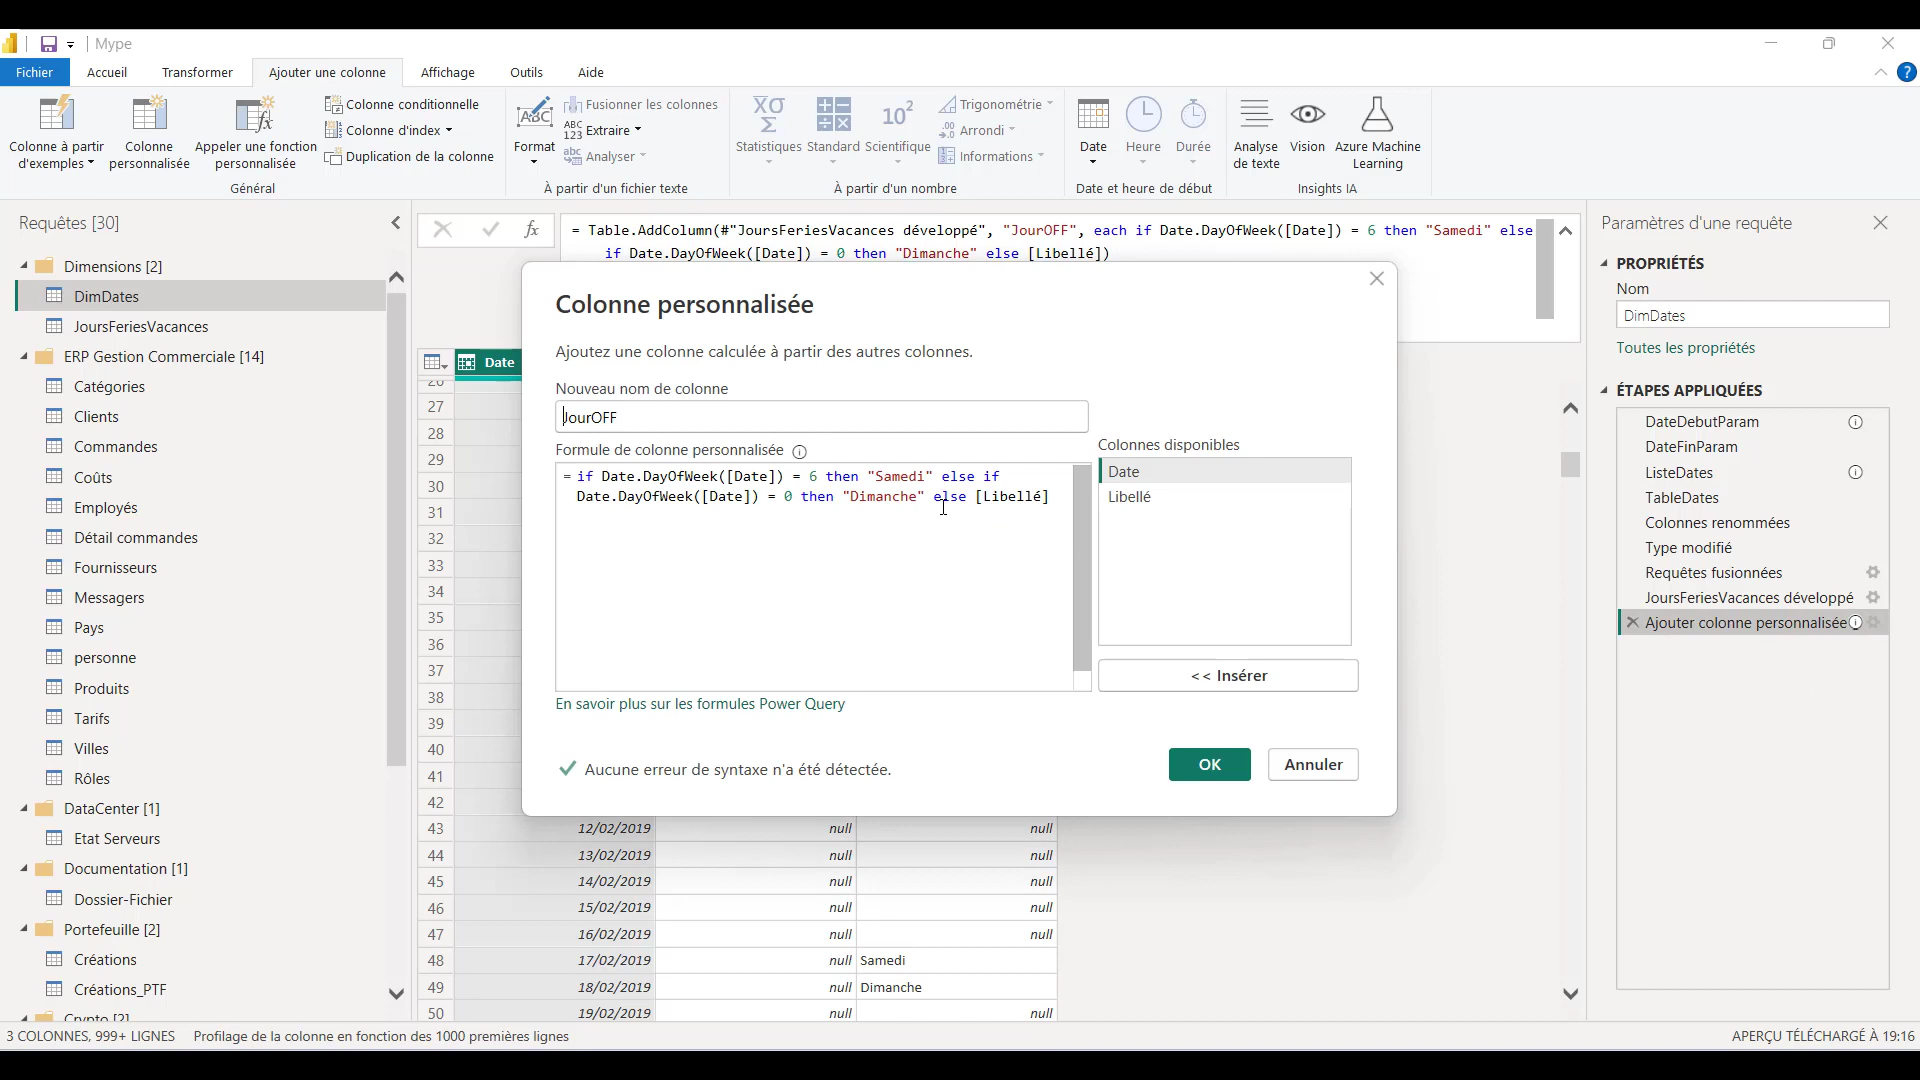 Mype
Fichier
Accueil
Transformer
Ajouter une colonne
Affichage
Outils
Aide
?
Colonne à partir
d'exemples
Colonne
personnalisée
Appeler une fonction
personnalisée
Colonne conditionnelle
Colonne d'index
Duplication de la colonne
Général
ABC
Format
Fusionner les colonnes
ABC
123
Extraire
abc
Analyser
À partir d'un fichier texte
XΣσ
Statistiques
Standard
10²
Scientifique
Trigonométrie
.00
Arrondi
Informations
À partir d'un nombre
Date
Heure
Durée
Date et heure de début
Analyse
de texte
Vision
Azure Machine
Learning
Insights IA
Requêtes [30]
Dimensions [2]
DimDates
JoursFeriesVacances
ERP Gestion Commerciale [14]
Catégories
Clients
Commandes
Coûts
Employés
Détail commandes
Fournisseurs
Messagers
Pays
personne
Produits
Tarifs
Villes
Rôles
DataCenter [1]
Etat Serveurs
Documentation [1]
Dossier-Fichier
Portefeuille [2]
Créations
Créations_PTF
Crypto [2]
fx
= Table.AddColumn(#"JoursFeriesVacances développé", "JourOFF", each if Date.DayOfWeek([Date]) = 6 then "Samedi" else
if Date.DayOfWeek([Date]) = 0 then "Dimanche" else [Libellé])
Date
26
27
28
29
30
31
32
33
34
35
36
37
38
39
40
41
42
43 12/02/2019 null null
44 13/02/2019 null null
45 14/02/2019 null null
46 15/02/2019 null null
47 16/02/2019 null null
48 17/02/2019 null Samedi
49 18/02/2019 null Dimanche
50 19/02/2019 null null
Colonne personnalisée
Ajoutez une colonne calculée à partir des autres colonnes.
Nouveau nom de colonne
JourOFF
Formule de colonne personnalisée
= if Date.DayOfWeek([Date]) = 6 then "Samedi" else if
Date.DayOfWeek([Date]) = 0 then "Dimanche" else [Libellé]
Colonnes disponibles
Date
Libellé
<< Insérer
En savoir plus sur les formules Power Query
Aucune erreur de syntaxe n'a été détectée.
OK
Annuler
Paramètres d'une requête
PROPRIÉTÉS
Nom
DimDates
Toutes les propriétés
ÉTAPES APPLIQUÉES
DateDebutParam
DateFinParam
ListeDates
TableDates
Colonnes renommées
Type modifié
Requêtes fusionnées
JoursFeriesVacances développé
Ajouter colonne personnalisée
3 COLONNES, 999+ LIGNES
Profilage de la colonne en fonction des 1000 premières lignes
APERÇU TÉLÉCHARGÉ À 19:16